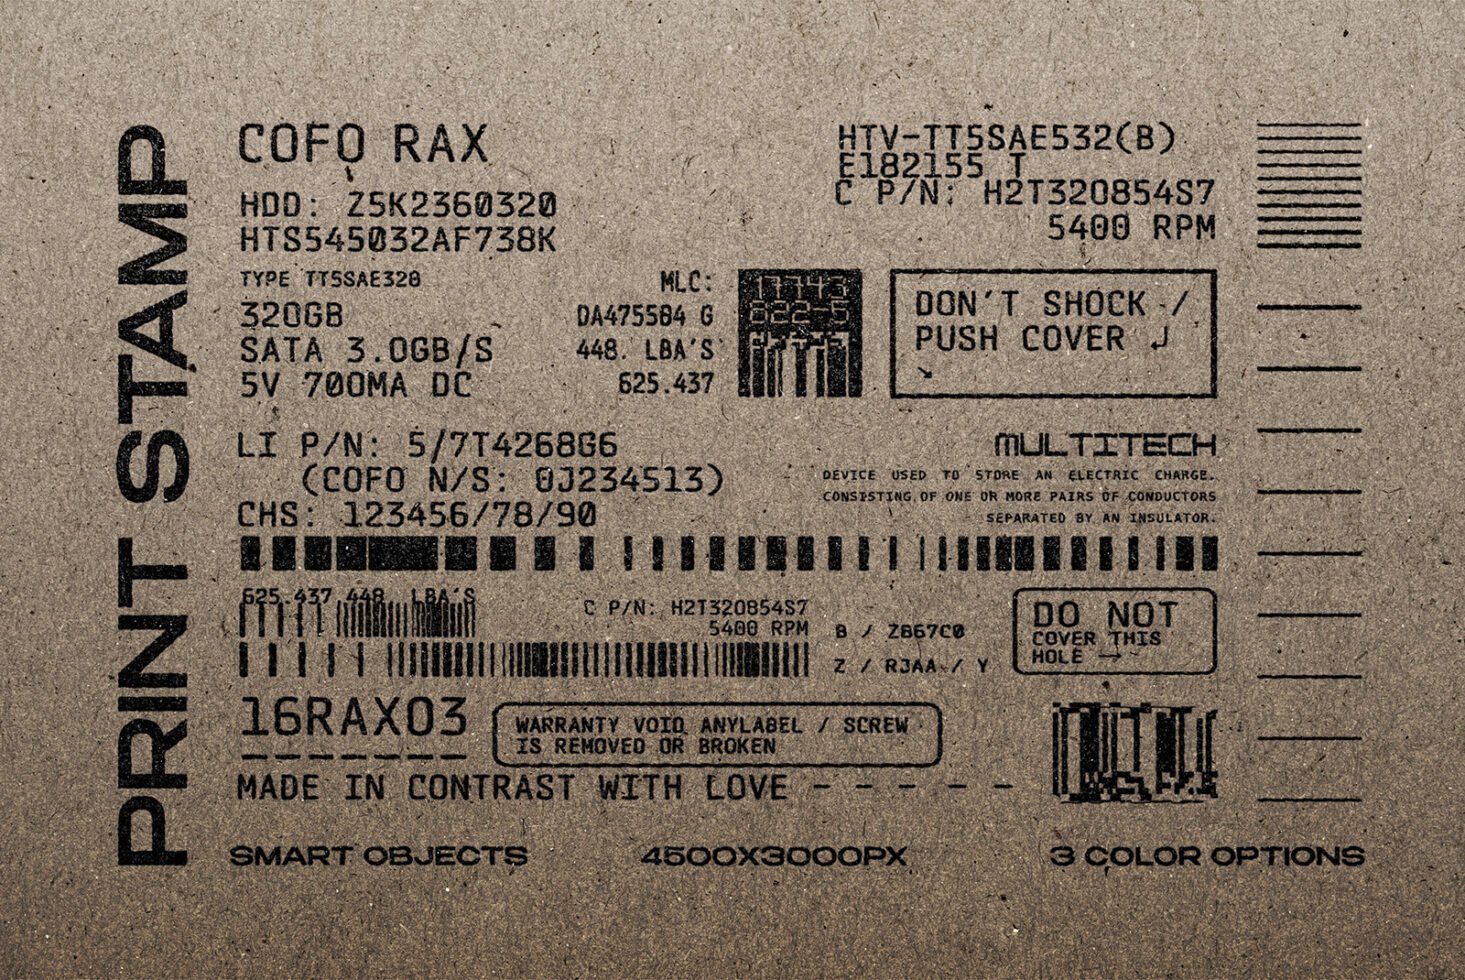 PRINT STAMP
COFO RAX
HDD: Z5K2360320
HTS545032AF738K
TYPE TT5SAE320
320GB
SATA 3.0GB/S
5V 700MA DC
MLC:
DA475584 G
448. LBA'S
625.437
HTV-TT5SAE532(B)
E182155 T
C P/N: H2T320854S7
5400 RPM
17743
822-5
DON'T SHOCK -/
PUSH COVER ↲
↘
LI P/N: 5/7T4268G6
(COFO N/S: 0J234513)
CHS: 123456/78/90
MULTITECH
DEVICE USED TO STORE AN ELECTRIC CHARGE.
CONSISTING OF ONE OR MORE PAIRS OF CONDUCTORS
SEPARATED BY AN INSULATOR.
625.437 448. LBA'S
C P/N: H2T320854S7
5400 RPM
B / ZB67C0
Z / RJAA / Y
DO NOT
COVER THIS
HOLE →
16RAX03
WARRANTY VOID ANYLABEL / SCREW
IS REMOVED OR BROKEN
MADE IN CONTRAST WITH LOVE - - - - -
SMART OBJECTS
4500X3000PX
3 COLOR OPTIONS